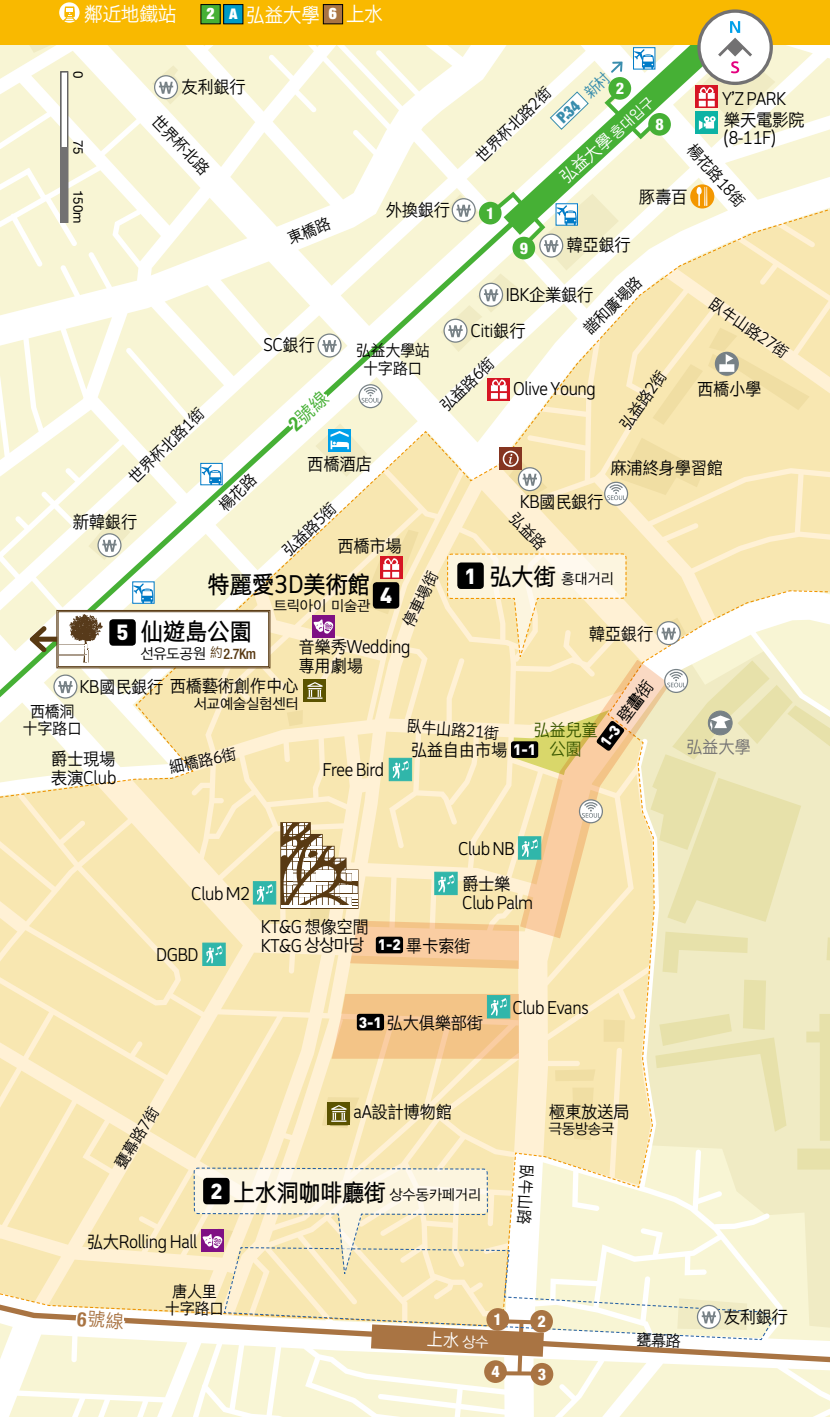 鄰近地鐵站 2 A 弘益大學 6 上水
N
S
0
75
150m
友利銀行
世界杯北路
世界杯北路2街
P.34 新村
2
8
弘益大學 홍대입구
Y'Z PARK
樂天電影院
(8-11F)
楊花路18街
豚壽百
外換銀行
1
9
韓亞銀行
東橋路
IBK企業銀行
諧和廣場路
Citi銀行
SC銀行
弘益大學站
十字路口
SEOUL
2號線
弘益路6街
Olive Young
弘益路2街
臥牛山路27街
西橋小學
世界杯北路1街
西橋酒店
楊花路
麻浦終身學習館
KB國民銀行
SEOUL
弘益路
新韓銀行
弘益路5街
西橋市場
特麗愛3D美術館 4
트릭아이 미술관
停車場街
1 弘大街 홍대거리
音樂秀Wedding
專用劇場
5 仙遊島公園
선유도공원 約2.7Km
韓亞銀行
SEOUL
KB國民銀行
西橋藝術創作中心
서교예술실험센터
西橋洞
十字路口
爵士現場
表演Club
細橋路6街
臥牛山路21街
弘益自由市場 1-1
弘益兒童
公園
1-3 壁畫街
弘益大學
Free Bird
SEOUL
Club NB
Club M2
爵士樂
Club Palm
KT&G 想像空間
KT&G 상상마당
1-2 畢卡索街
DGBD
Club Evans
3-1 弘大俱樂部街
aA設計博物館
極東放送局
극동방송국
甕幕路7街
2 上水洞咖啡廳街 상수동카페거리
臥牛山路
弘大Rolling Hall
唐人里
十字路口
6號線
1
2
上水 상수
4
3
友利銀行
甕幕路